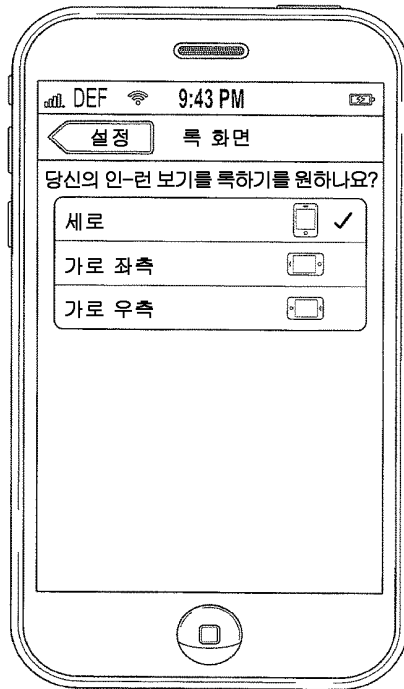 DEF 9:43 PM
설정 록 화면
당신의 인-런 보기를 록하기를 원하나요?
세로
가로 좌측
가로 우측